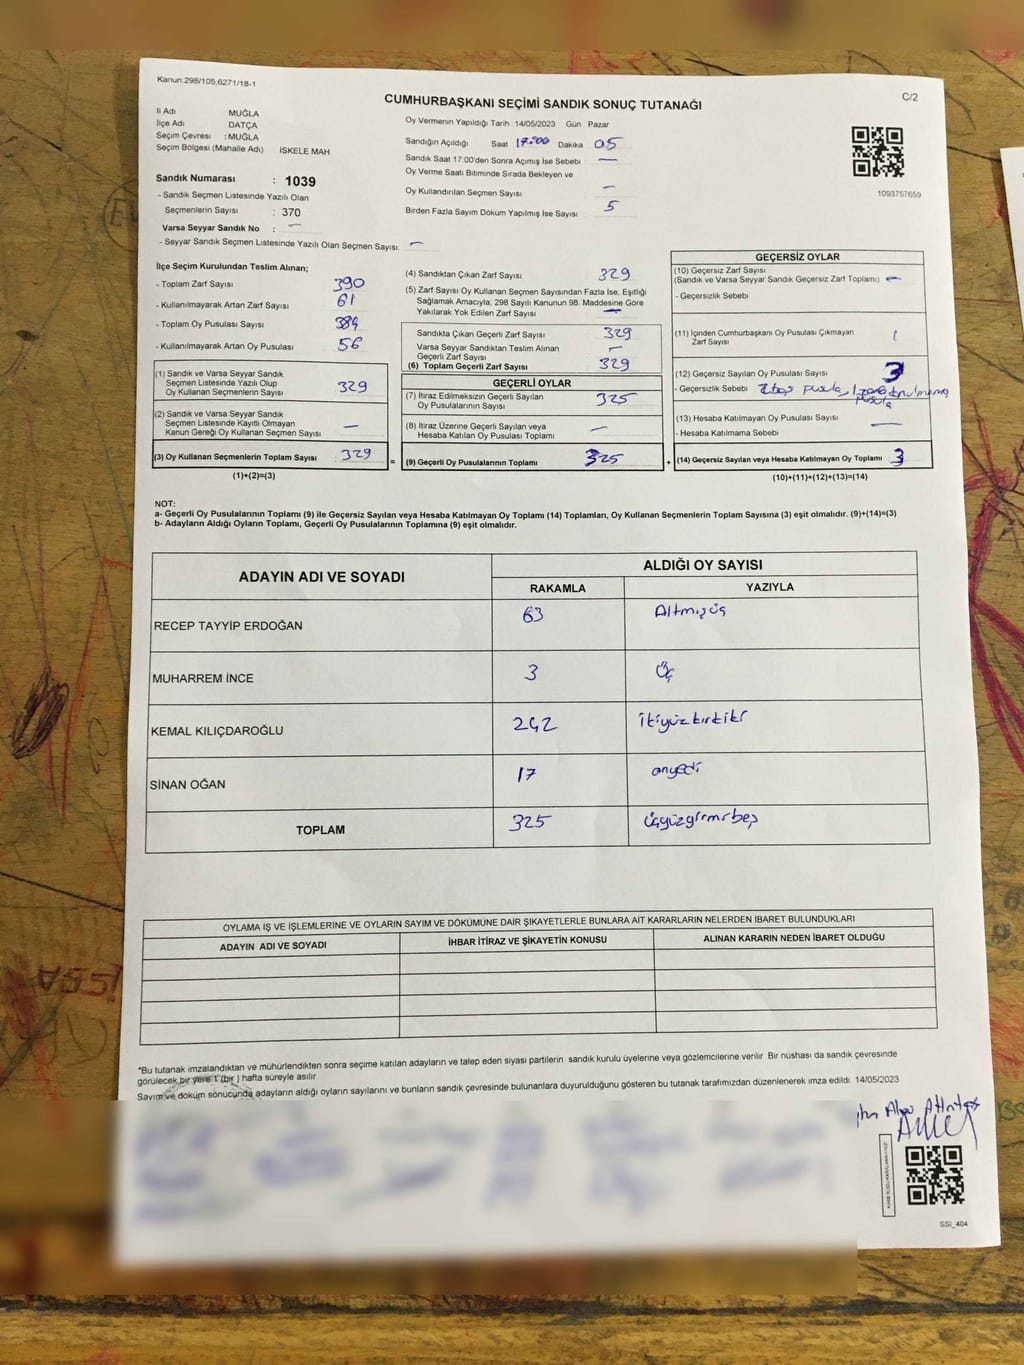 Kanun:298/105,6271/18-1
C/2
CUMHURBAŞKANI SEÇİMİ SANDIK SONUÇ TUTANAĞI
İl Adı MUĞLA
İlçe Adı DATÇA
Seçim Çevresi : MUĞLA
Seçim Bölgesi (Mahalle Adı) İSKELE MAH
Sandık Numarası : 1039
- Sandık Seçmen Listesinde Yazılı Olan
Seçmenlerin Sayısı : 370
Varsa Seyyar Sandık No : —
- Seyyar Sandık Seçmen Listesinde Yazılı Olan Seçmen Sayısı: —
Oy Vermenin Yapıldığı Tarih : 14/05/2023 Gün Pazar
Sandığın Açıldığı Saat 17.00 Dakika 05
Sandık Saat 17:00'den Sonra Açımış İse Sebebi —
Oy Verme Saati Bitiminde Sırada Bekleyen ve
Oy Kullandırılan Seçmen Sayısı —
Birden Fazla Sayım Döküm Yapılmış İse Sayısı 5
1093757659
İlçe Seçim Kurulundan Teslim Alınan;
- Toplam Zarf Sayısı 390
- Kullanılmayarak Artan Zarf Sayısı 61
- Toplam Oy Pusulası Sayısı 384
- Kullanılmayarak Artan Oy Pusulası 56
(1) Sandık ve Varsa Seyyar Sandık
Seçmen Listesinde Yazılı Olup
Oy Kullanan Seçmenlerin Sayısı 329
(2) Sandık ve Varsa Seyyar Sandık
Seçmen Listesinde Kayıtlı Olmayan
Kanun Gereği Oy Kullanan Seçmen Sayısı —
(3) Oy Kullanan Seçmenlerin Toplam Sayısı 329
(1)+(2)=(3)
=
(4) Sandıktan Çıkan Zarf Sayısı 329
(5) Zarf Sayısı Oy Kullanan Seçmen Sayısından Fazla İse, Eşitliği
Sağlamak Amacıyla, 298 Sayılı Kanunun 98. Maddesine Göre
Yakılarak Yok Edilen Zarf Sayısı —
Sandıkta Çıkan Geçerli Zarf Sayısı 329
Varsa Seyyar Sandıktan Teslim Alınan
Geçerli Zarf Sayısı —
(6) Toplam Geçerli Zarf Sayısı 329
GEÇERLİ OYLAR
(7) İtiraz Edilmeksizin Geçerli Sayılan
Oy Pusulalarının Sayısı 325
(8) İtiraz Üzerine Geçerli Sayılan veya
Hesaba Katılan Oy Pusulası Toplamı —
(9) Geçerli Oy Pusulalarının Toplamı 325
+
GEÇERSİZ OYLAR
(10) Geçersiz Zarf Sayısı
(Sandık ve Varsa Seyyar Sandık Geçersiz Zarf Toplamı) —
- Geçersizlik Sebebi
(11) İçinden Cumhurbaşkanı Oy Pusulası Çıkmayan
Zarf Sayısı 1
(12) Geçersiz Sayılan Oy Pusulası Sayısı 3
- Geçersizlik Sebebi 2 boş pusula,
pusula
(13) Hesaba Katılmayan Oy Pusulası Sayısı —
- Hesaba Katılmama Sebebi
(14) Geçersiz Sayılan veya Hesaba Katılmayan Oy Toplamı 3
(10)+(11)+(12)+(13)=(14)
NOT:
a- Geçerli Oy Pusulalarının Toplamı (9) ile Geçersiz Sayılan veya Hesaba Katılmayan Oy Toplamı (14) Toplamları, Oy Kullanan Seçmenlerin Toplam Sayısına (3) eşit olmalıdır. (9)+(14)=(3)
b- Adayların Aldığı Oyların Toplamı, Geçerli Oy Pusulalarının Toplamına (9) eşit olmalıdır.
ADAYIN ADI VE SOYADI
ALDIĞI OY SAYISI
RAKAMLA YAZIYLA
RECEP TAYYİP ERDOĞAN 63 Altmışüç
MUHARREM İNCE 3 Üç
KEMAL KILIÇDAROĞLU 242 İkiyüzkırkiki
SİNAN OĞAN 17 onyedi
TOPLAM 325 üçyüzyirmibeş
OYLAMA İŞ VE İŞLEMLERİNE VE OYLARIN SAYIM VE DÖKÜMÜNE DAİR ŞİKAYETLERLE BUNLARA AİT KARARLARIN NELERDEN İBARET BULUNDUKLARI
ADAYIN ADI VE SOYADI İHBAR İTİRAZ VE ŞİKAYETİN KONUSU ALINAN KARARIN NEDEN İBARET OLDUĞU
*Bu tutanak imzalandıktan ve mühürlendikten sonra seçime katılan adayların ve talep eden siyasi partilerin sandık kurulu üyelerine veya gözlemcilerine verilir. Bir nüshası da sandık çevresinde
görülecek bir yere 1 (bir) hafta süreyle asılır
Sayım ve döküm sonucunda adayların aldığı oyların sayılarını ve bunların sandık çevresinde bulunanlara duyurulduğunu gösteren bu tutanak tarafımızdan düzenlenerek imza edildi 14/05/2023
SSI_404